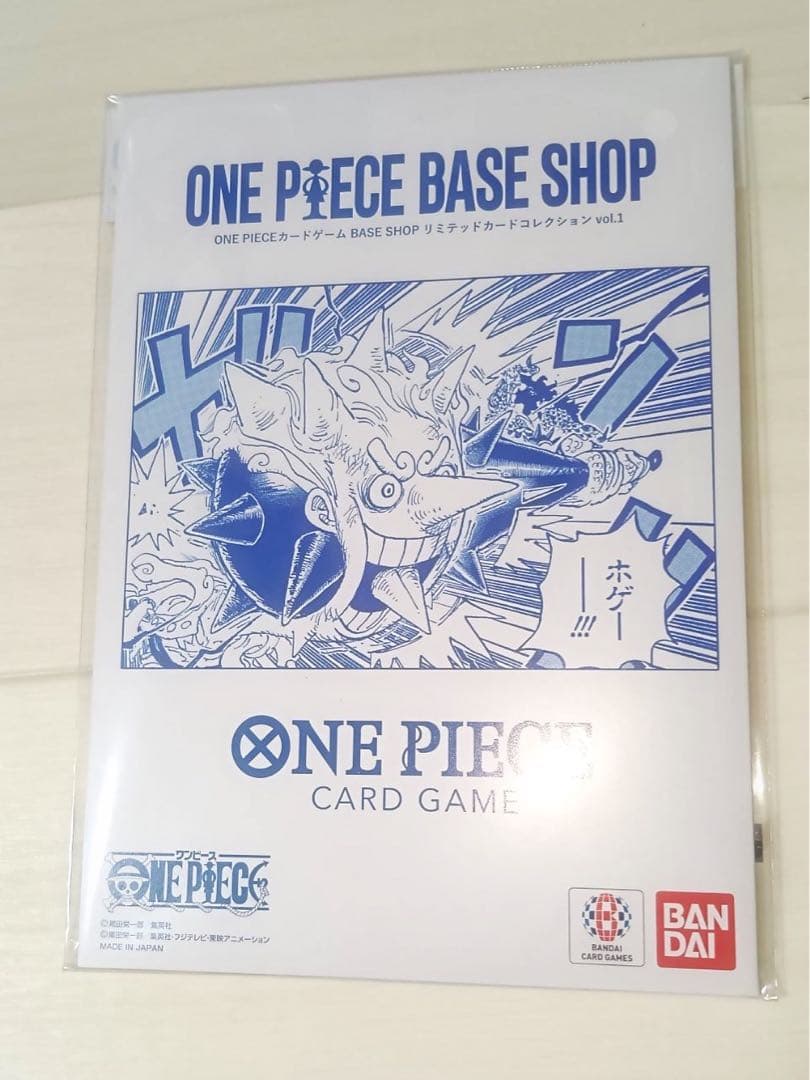 ONE PIECE BASE SHOP
ONE PIECEカードゲーム BASE SHOP リミテッドカードコレクション vol.1
ホゲー
ーー!!!
ONE PIECE
CARD GAME
ワンピース
ONE PIECE
©尾田栄一郎/集英社
©尾田栄一郎/集英社・フジテレビ・東映アニメーション
MADE IN JAPAN
BANDAI
CARD GAMES
BAN
DAI